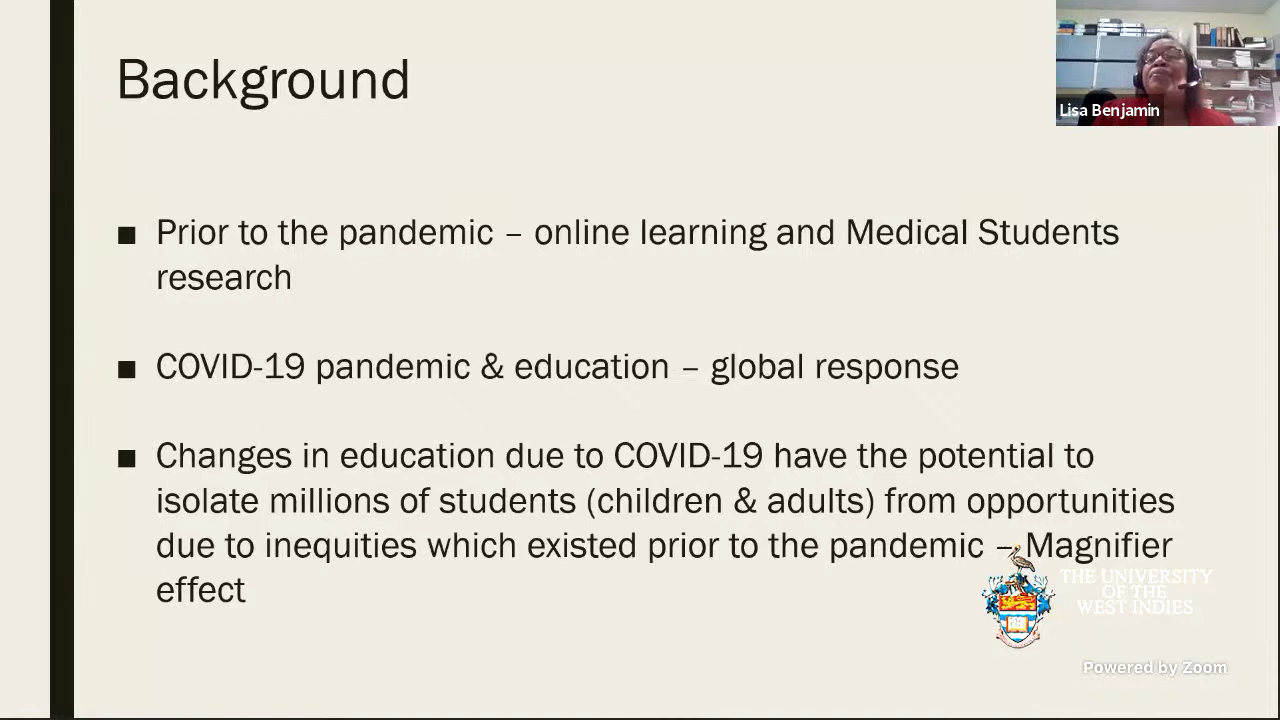 Background
Lisa Benjamin
■ Prior to the pandemic – online learning and Medical Students
research
■ COVID-19 pandemic & education – global response
■ Changes in education due to COVID-19 have the potential to
isolate millions of students (children & adults) from opportunities
due to inequities which existed prior to the pandemic – Magnifier
effect
THE UNIVERSITY
OF THE
WEST INDIES
Powered by Zoom